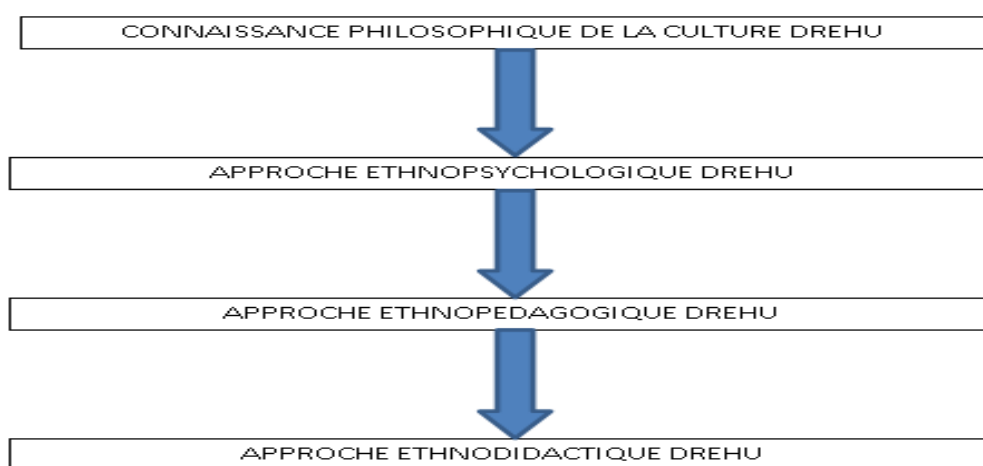 CONNAISSANCE PHILOSOPHIQUE DE LA CULTURE DREHU
APPROCHE ETHNOPSYCHOLOGIQUE DREHU
APPROCHE ETHNOPEDAGOGIQUE DREHU
APPROCHE ETHNODIDACTIQUE DREHU